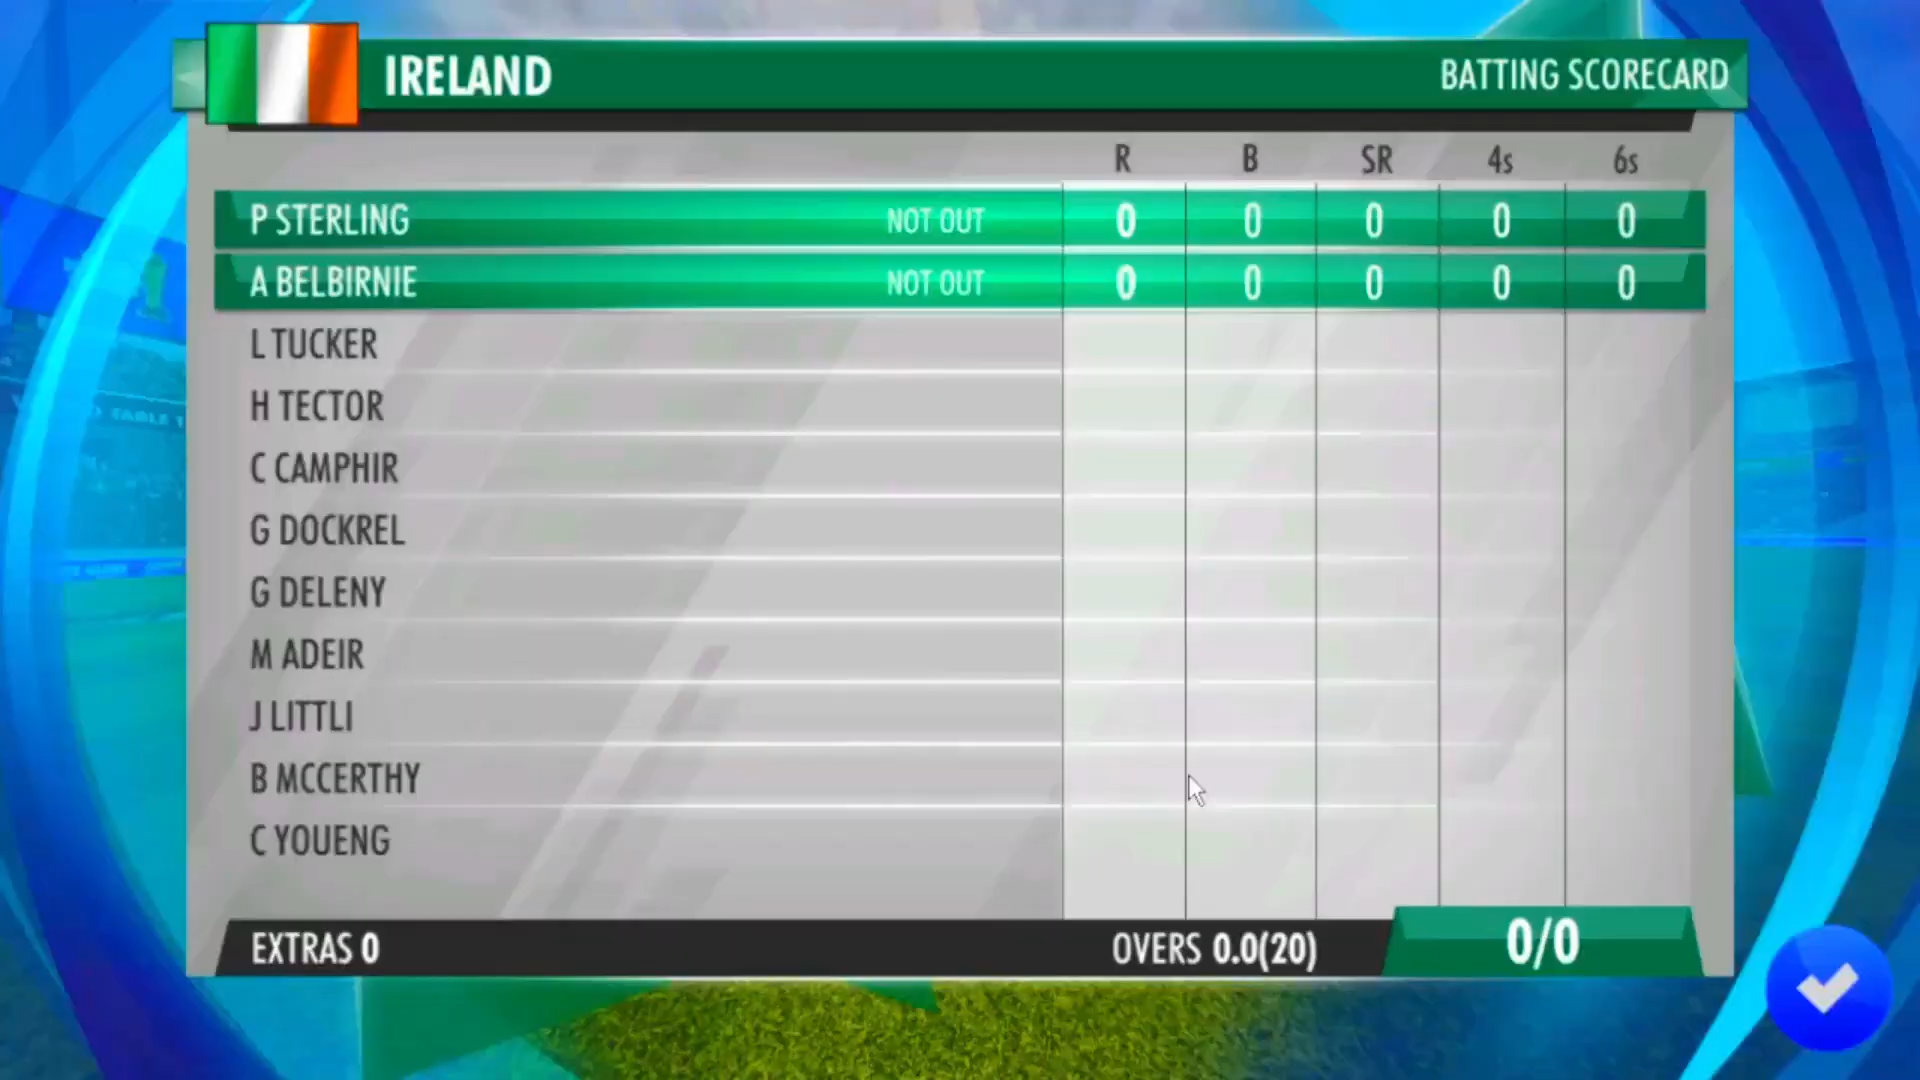 IRELAND
BATTING SCORECARD
R B SR 4s 6s
P STERLING NOT OUT 0 0 0 0 0
A BELBIRNIE NOT OUT 0 0 0 0 0
L TUCKER
H TECTOR
C CAMPHIR
G DOCKREL
G DELENY
M ADEIR
J LITTLI
B MCCERTHY
C YOUENG
EXTRAS 0 OVERS 0.0(20) 0/0